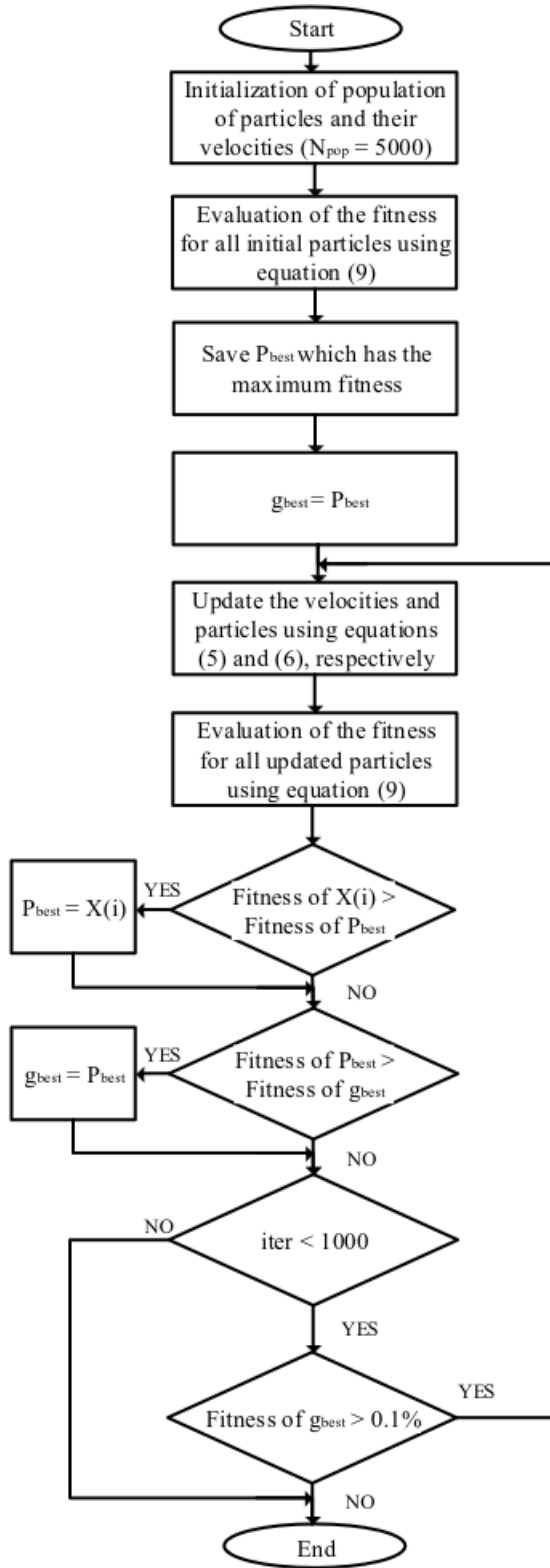 Start
Initialization of population
of particles and their
velocities (Npop = 5000)
Evaluation of the fitness
for all initial particles using
equation (9)
Save Pbest which has the
maximum fitness
gbest = Pbest
Update the velocities and
particles using equations
(5) and (6), respectively
Evaluation of the fitness
for all updated particles
using equation (9)
YES
Pbest = X(i)
Fitness of X(i) >
Fitness of Pbest
NO
YES
gbest = Pbest
Fitness of Pbest >
Fitness of gbest
NO
NO
iter < 1000
YES
YES
Fitness of gbest > 0.1%
NO
End